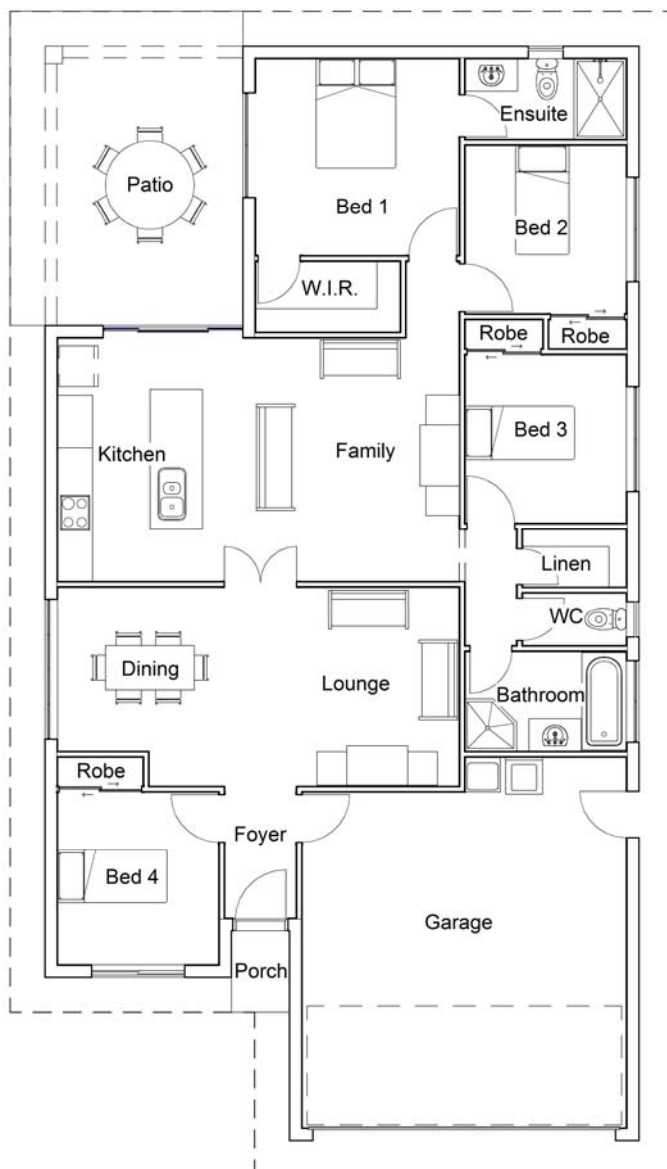 Ensuite
Patio
Bed 1
Bed 2
W.I.R.
Robe
Robe
Kitchen
Family
Bed 3
Linen
WC
Dining
Lounge
Bathroom
Robe
Foyer
Bed 4
Garage
Porch